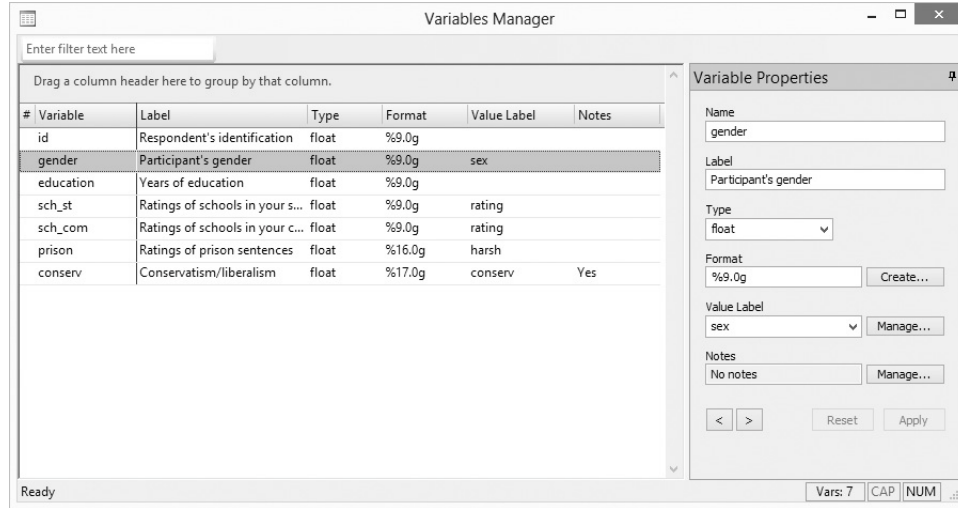 Variables Manager
Enter filter text here
Drag a column header here to group by that column.
# Variable Label Type Format Value Label Notes
id Respondent's identification float %9.0g
gender Participant's gender float %9.0g sex
education Years of education float %9.0g
sch_st Ratings of schools in your s... float %9.0g rating
sch_com Ratings of schools in your c... float %9.0g rating
prison Ratings of prison sentences float %16.0g harsh
conserv Conservatism/liberalism float %17.0g conserv Yes
Variable Properties
Name
gender
Label
Participant's gender
Type
float
Format
%9.0g Create...
Value Label
sex Manage...
Notes
No notes Manage...
< > Reset Apply
Ready Vars: 7 CAP NUM